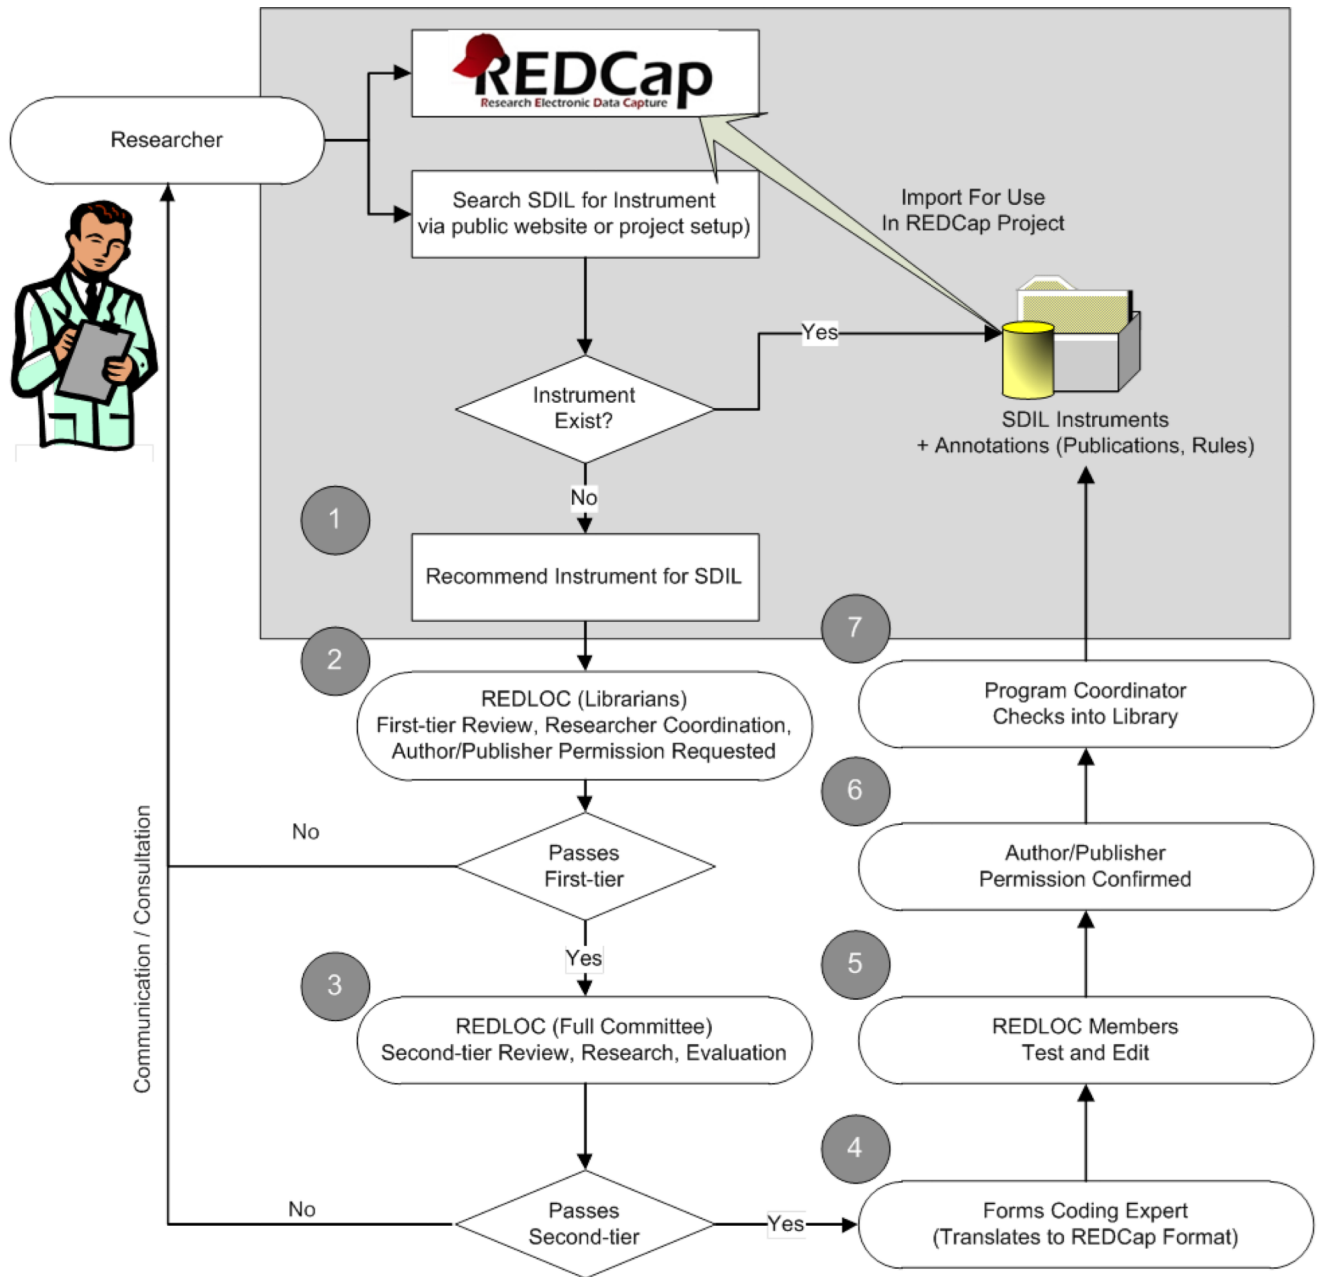 REDCap
Research Electronic Data Capture
Researcher
Search SDIL for Instrument
via public website or project setup)
Import For Use
In REDCap Project
Yes
Instrument
Exist?
SDIL Instruments
+ Annotations (Publications, Rules)
No
1
Recommend Instrument for SDIL
2
REDLOC (Librarians)
First-tier Review, Researcher Coordination,
Author/Publisher Permission Requested
No
Passes
First-tier
Yes
Communication / Consultation
3
REDLOC (Full Committee)
Second-tier Review, Research, Evaluation
No
Passes
Second-tier
Yes
4
Forms Coding Expert
(Translates to REDCap Format)
5
REDLOC Members
Test and Edit
6
Author/Publisher
Permission Confirmed
7
Program Coordinator
Checks into Library